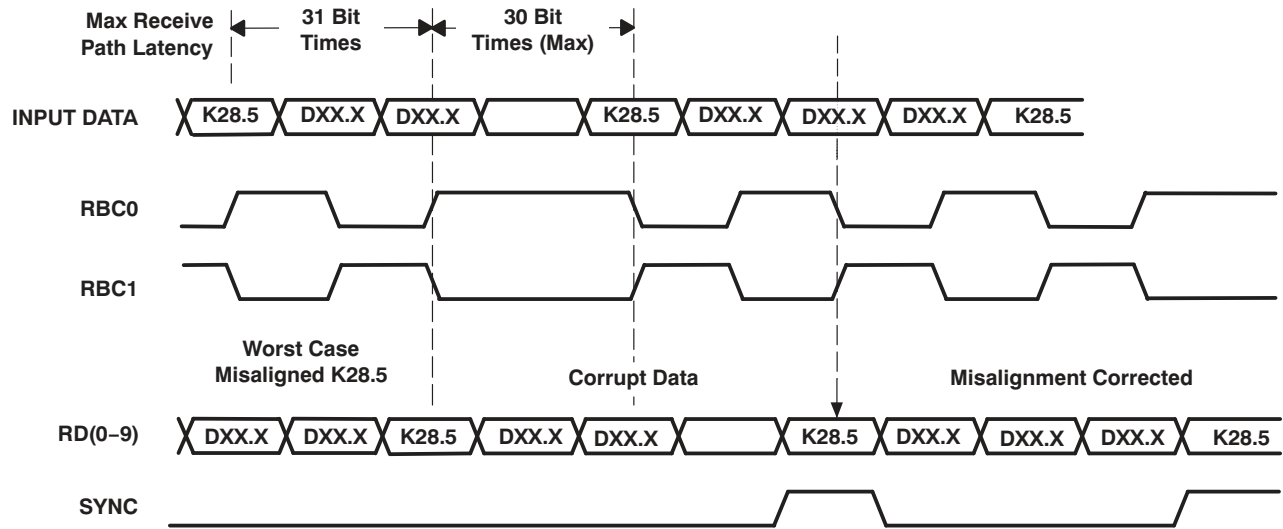 Max Receive
Path Latency
31 Bit
Times
30 Bit
Times (Max)
INPUT DATA
K28.5 DXX.X DXX.X K28.5 DXX.X DXX.X DXX.X K28.5
RBC0
RBC1
Worst Case
Misaligned K28.5
Corrupt Data
Misalignment Corrected
RD(0−9)
DXX.X DXX.X K28.5 DXX.X DXX.X K28.5 DXX.X DXX.X DXX.X K28.5
SYNC